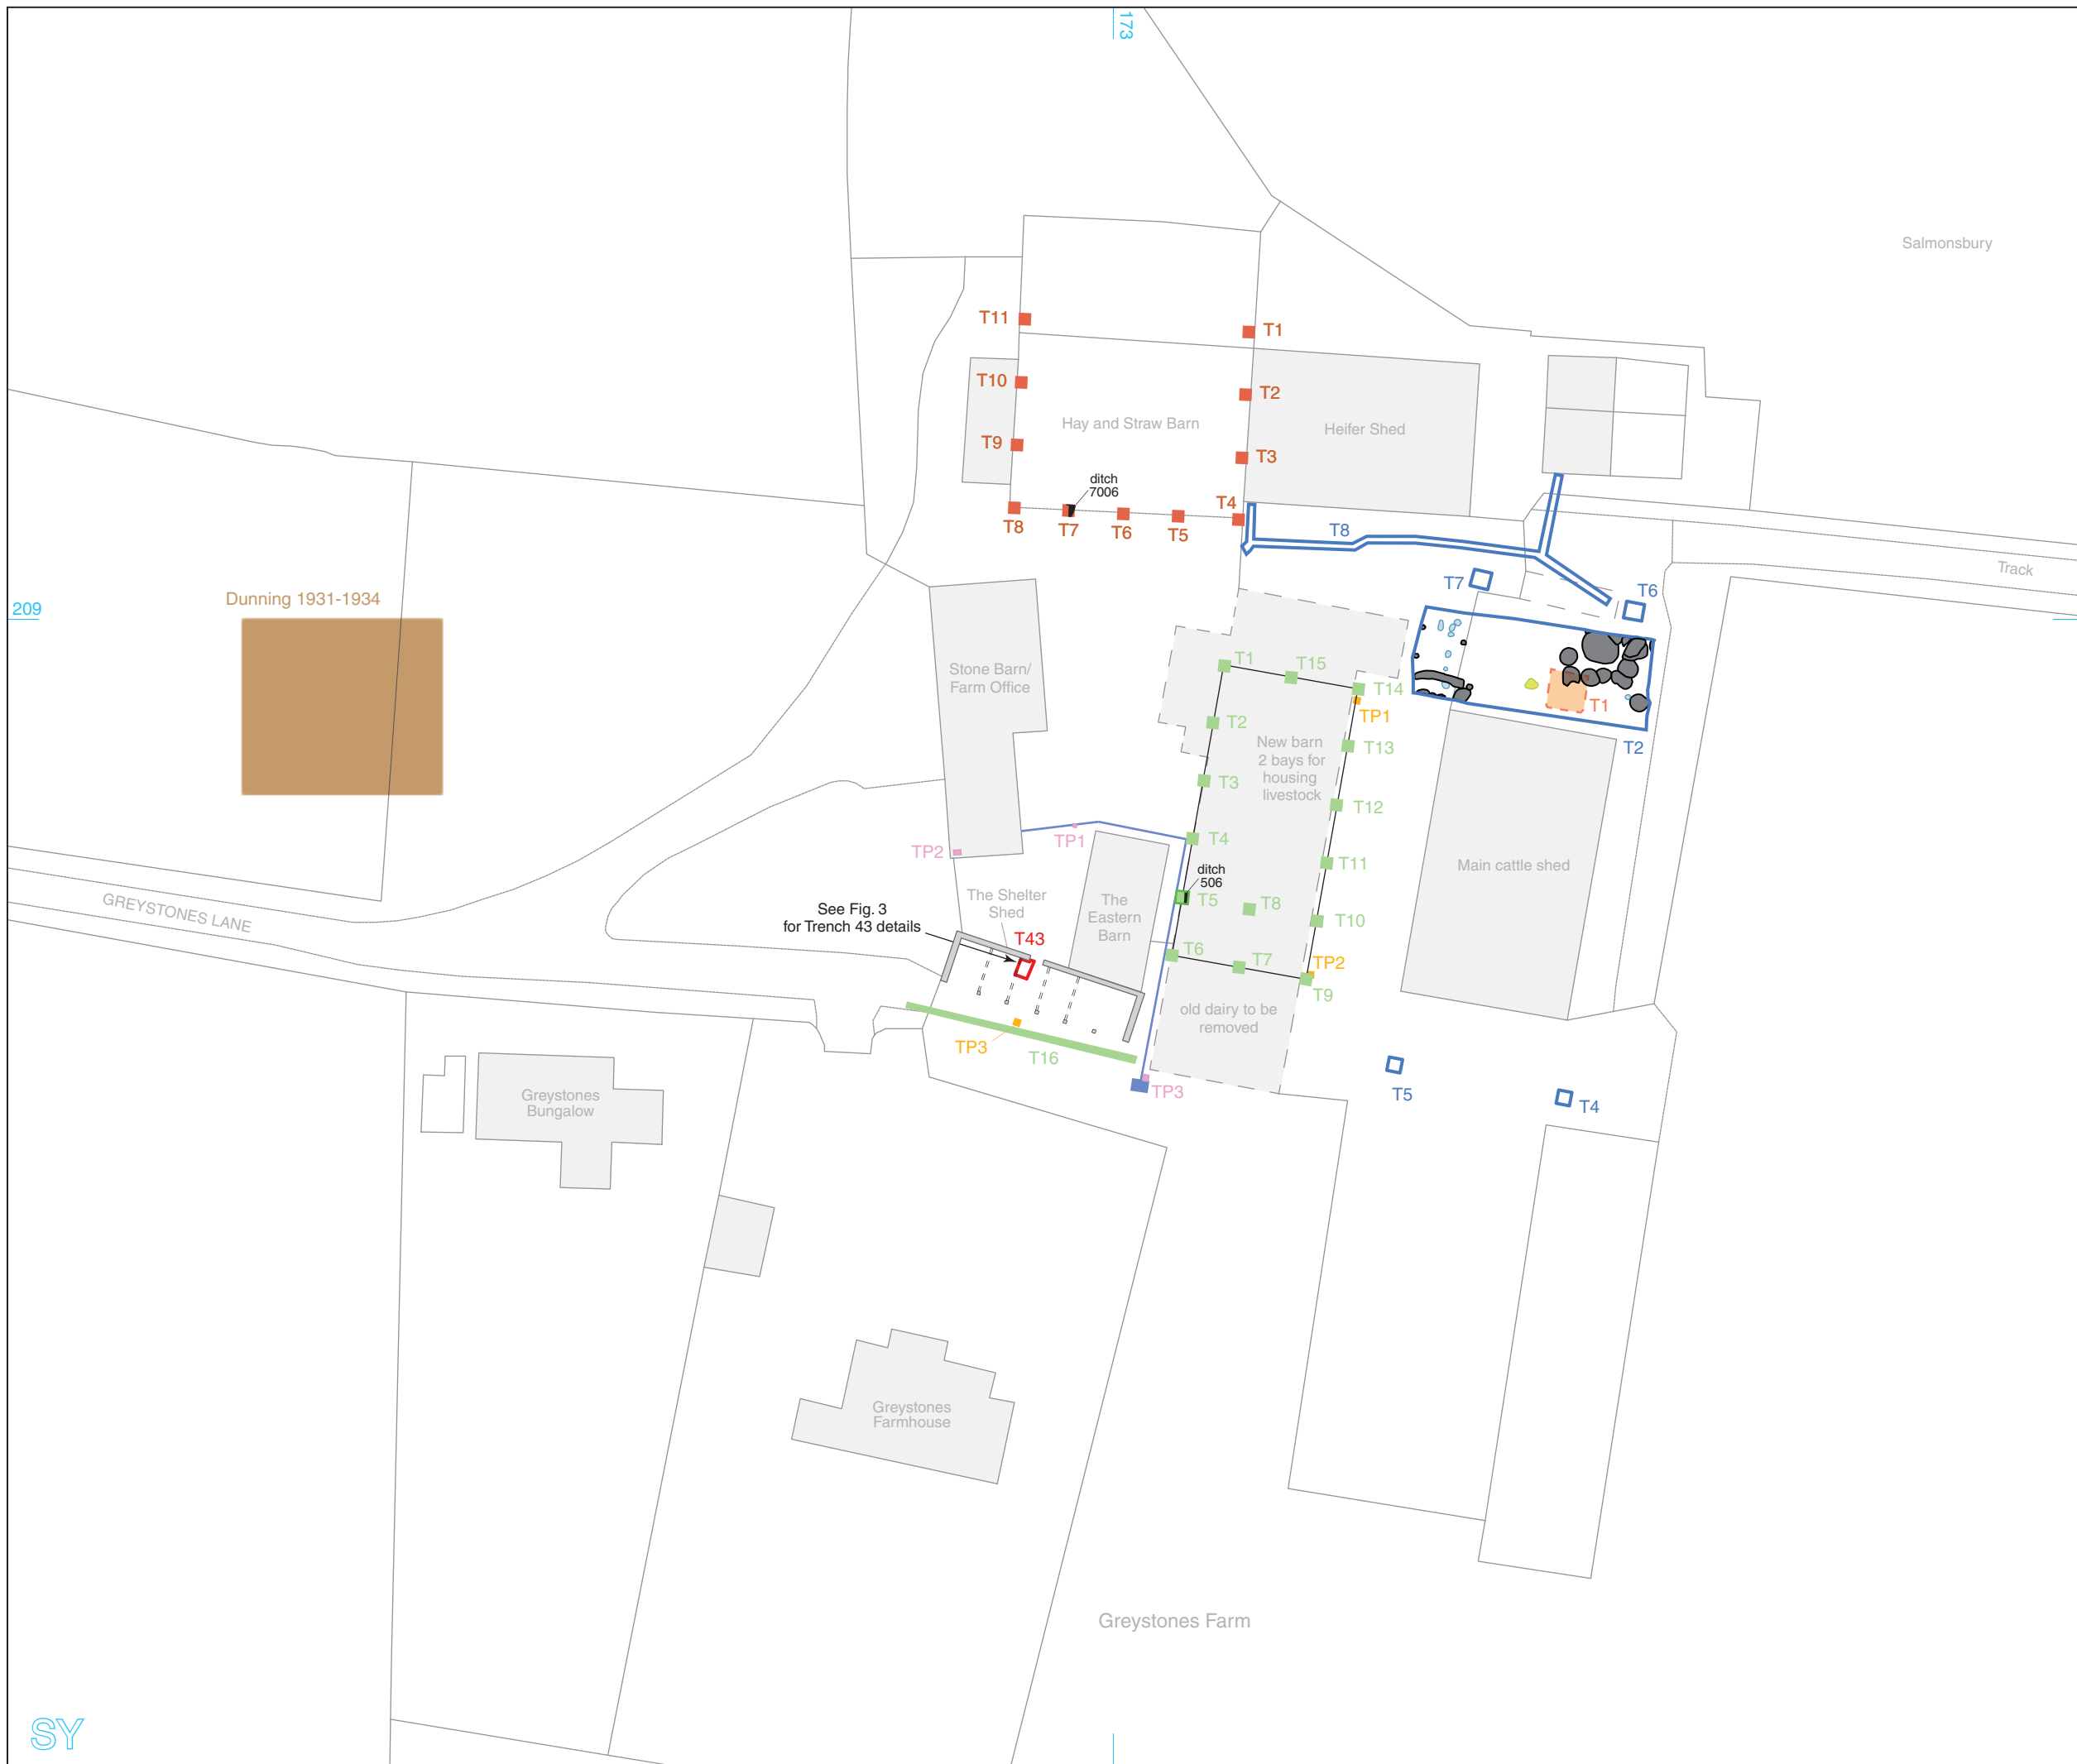 173
Salmonsbury
T11
T1
T10
T2
Hay and Straw Barn
Heifer Shed
T9
T3
ditch
7006
T4
T8
T7
T6
T5
T8
Track
T7
T6
Dunning 1931-1934
209
Stone Barn/
Farm Office
T1
T15
T14
T1
TP1
T2
T13
T2
New barn
2 bays for
housing
livestock
T3
T12
TP1
T4
TP2
T11
Main cattle shed
ditch
506
The Shelter
Shed
The
Eastern
Barn
T5
T8
GREYSTONES LANE
See Fig. 3
for Trench 43 details
T43
T10
T6
T7
TP2
T9
old dairy to be
removed
TP3
T16
TP3
T5
T4
Greystones
Bungalow
Greystones
Farmhouse
Greystones Farm
SY